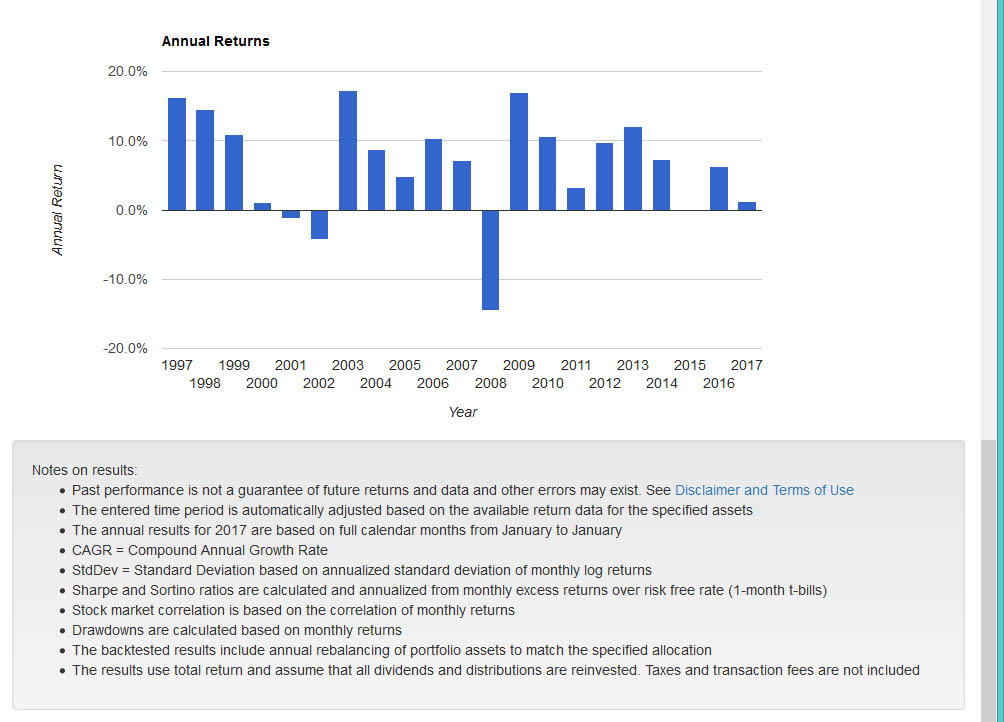 Annual Returns
20.0%
10.0%
0.0%
-10.0%
-20.0%
Annual Return
1997 1999 2001 2003 2005 2007 2009 2011 2013 2015 2017
1998 2000 2002 2004 2006 2008 2010 2012 2014 2016
Year
Notes on results:
• Past performance is not a guarantee of future returns and data and other errors may exist. See Disclaimer and Terms of Use
• The entered time period is automatically adjusted based on the available return data for the specified assets
• The annual results for 2017 are based on full calendar months from January to January
• CAGR = Compound Annual Growth Rate
• StdDev = Standard Deviation based on annualized standard deviation of monthly log returns
• Sharpe and Sortino ratios are calculated and annualized from monthly excess returns over risk free rate (1-month t-bills)
• Stock market correlation is based on the correlation of monthly returns
• Drawdowns are calculated based on monthly returns
• The backtested results include annual rebalancing of portfolio assets to match the specified allocation
• The results use total return and assume that all dividends and distributions are reinvested. Taxes and transaction fees are not included